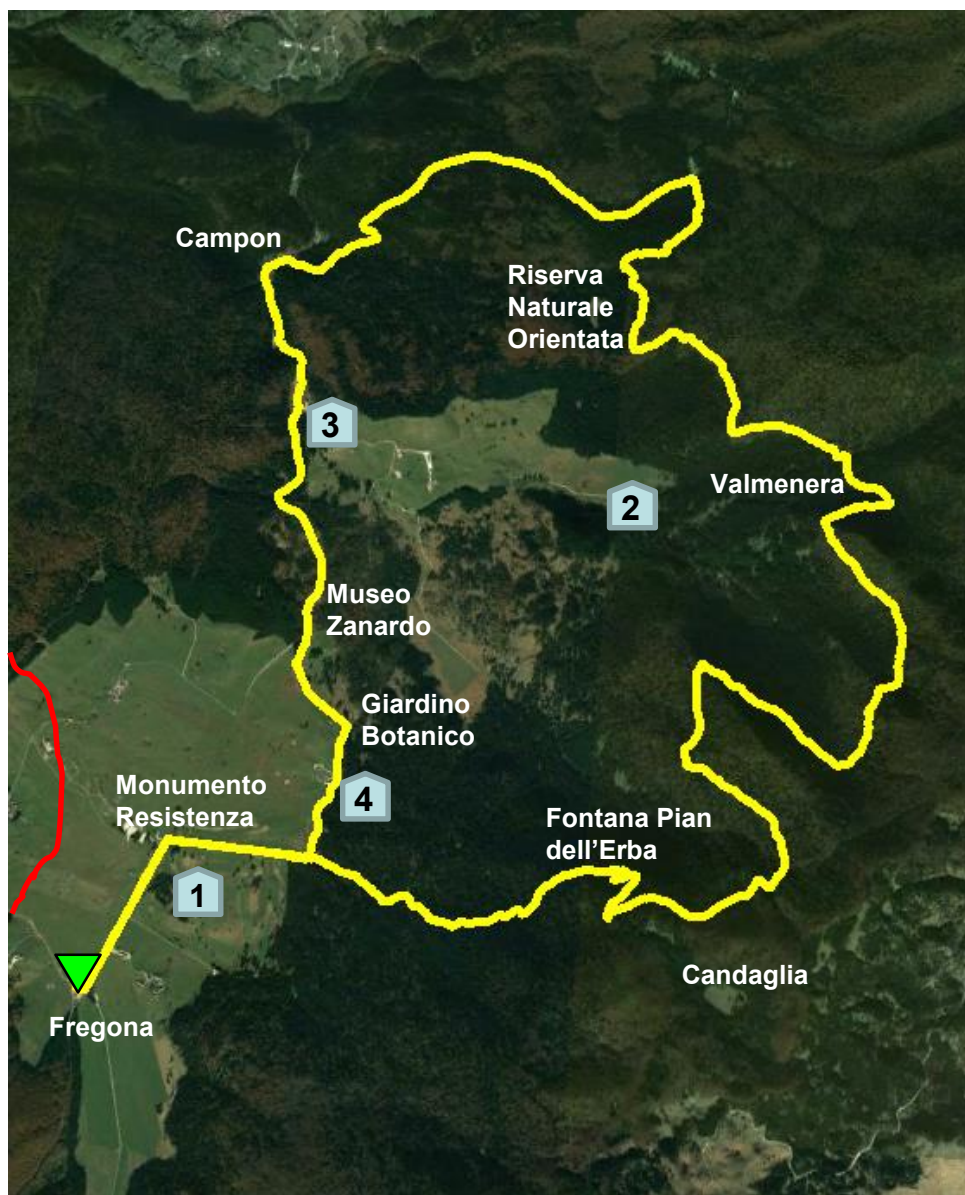 Campon
Riserva
Naturale
Orientata
3
2
Valmenera
Museo
Zanardo
Giardino
Botanico
Monumento
Resistenza
4
Fontana Pian
dell'Erba
1
Candaglia
Fregona